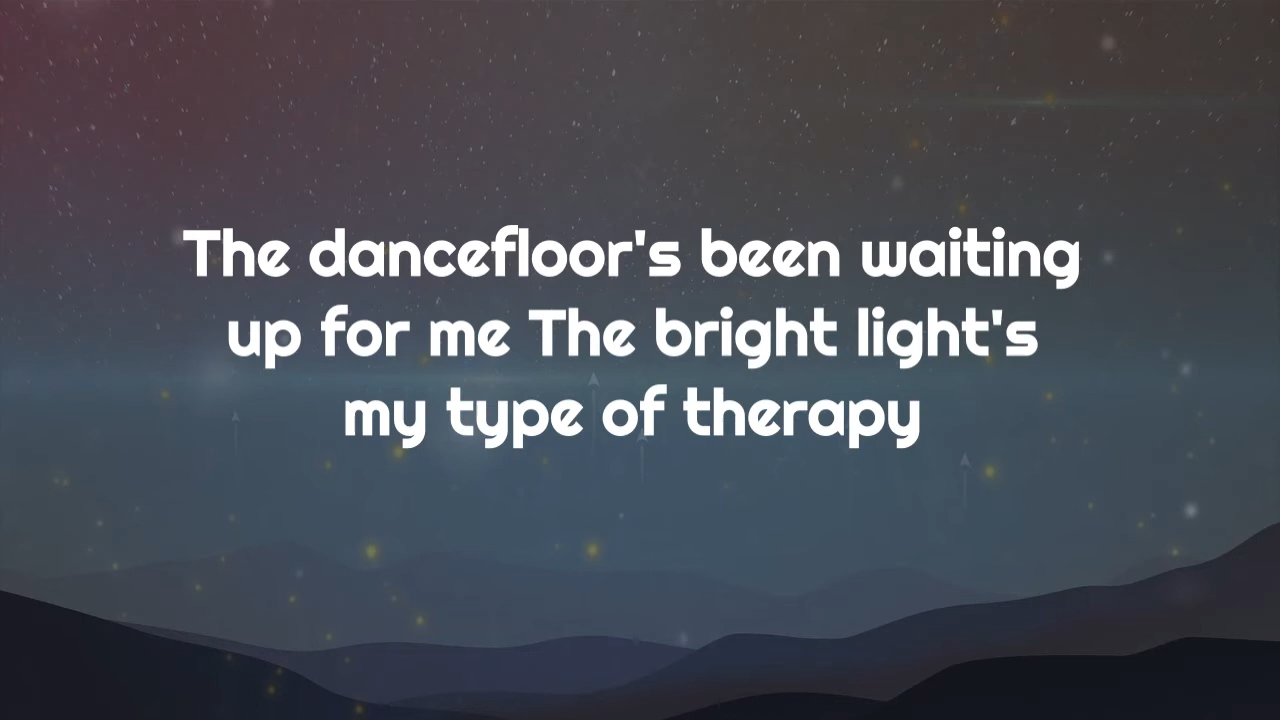 The dancefloor's been waiting
up for me The bright light's
my type of therapy